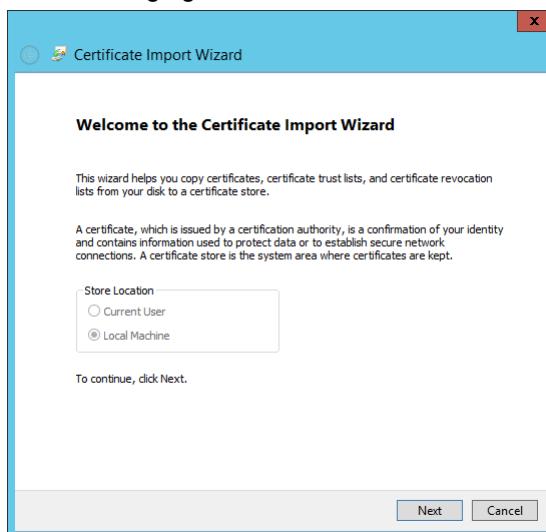 x
Certificate Import Wizard
Welcome to the Certificate Import Wizard
This wizard helps you copy certificates, certificate trust lists, and certificate revocation
lists from your disk to a certificate store.
A certificate, which is issued by a certification authority, is a confirmation of your identity
and contains information used to protect data or to establish secure network
connections. A certificate store is the system area where certificates are kept.
Store Location
Current User
Local Machine
To continue, click Next.
Next Cancel